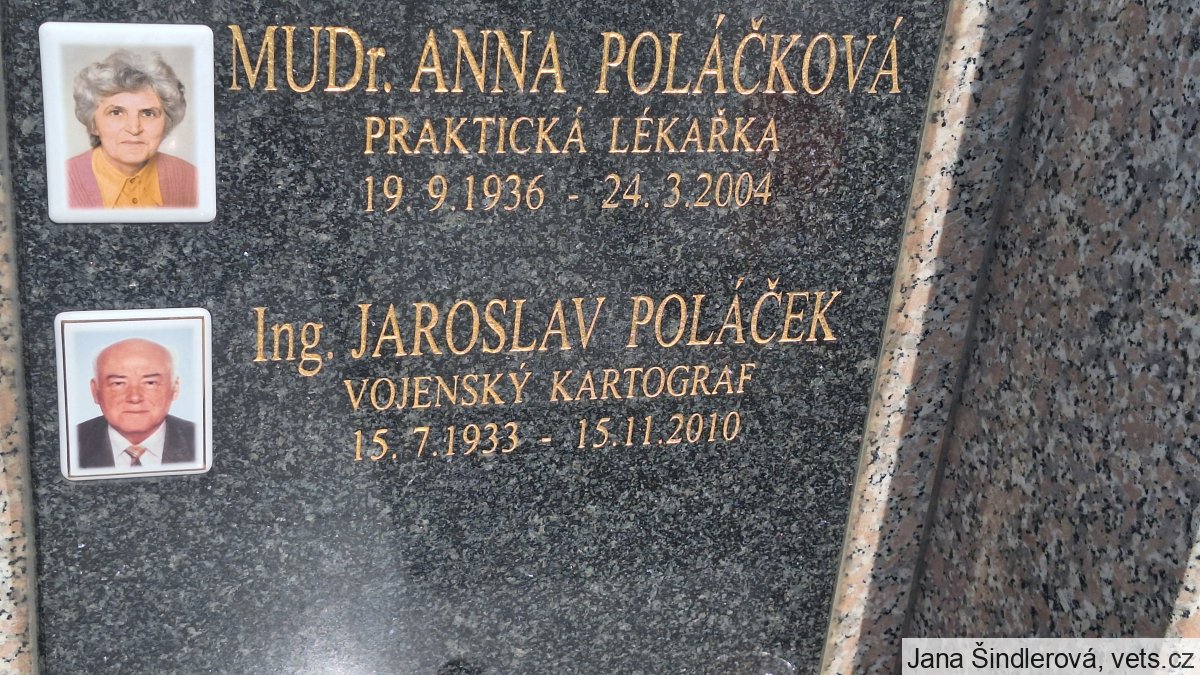 MUDr. ANNA POLÁČKOVÁ
PRAKTICKÁ LÉKAŘKA
19. 9. 1936 - 24. 3. 2004
Ing. JAROSLAV POLÁČEK
VOJENSKÝ KARTOGRAF
15. 7. 1933 - 15. 11. 2010
Jana Šindlerová, vets.cz